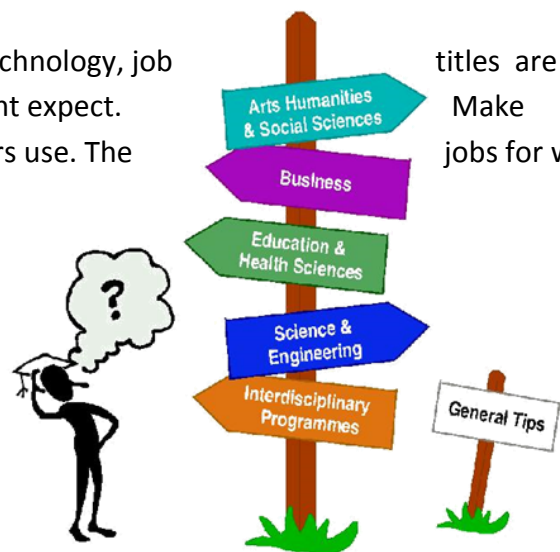 chnology, job titles are
nt expect. Make
rs use. The jobs for w
Arts Humanities
& Social Sciences
Business
Education &
Health Sciences
Science &
Engineering
Interdisciplinary
Programmes
General Tips
?